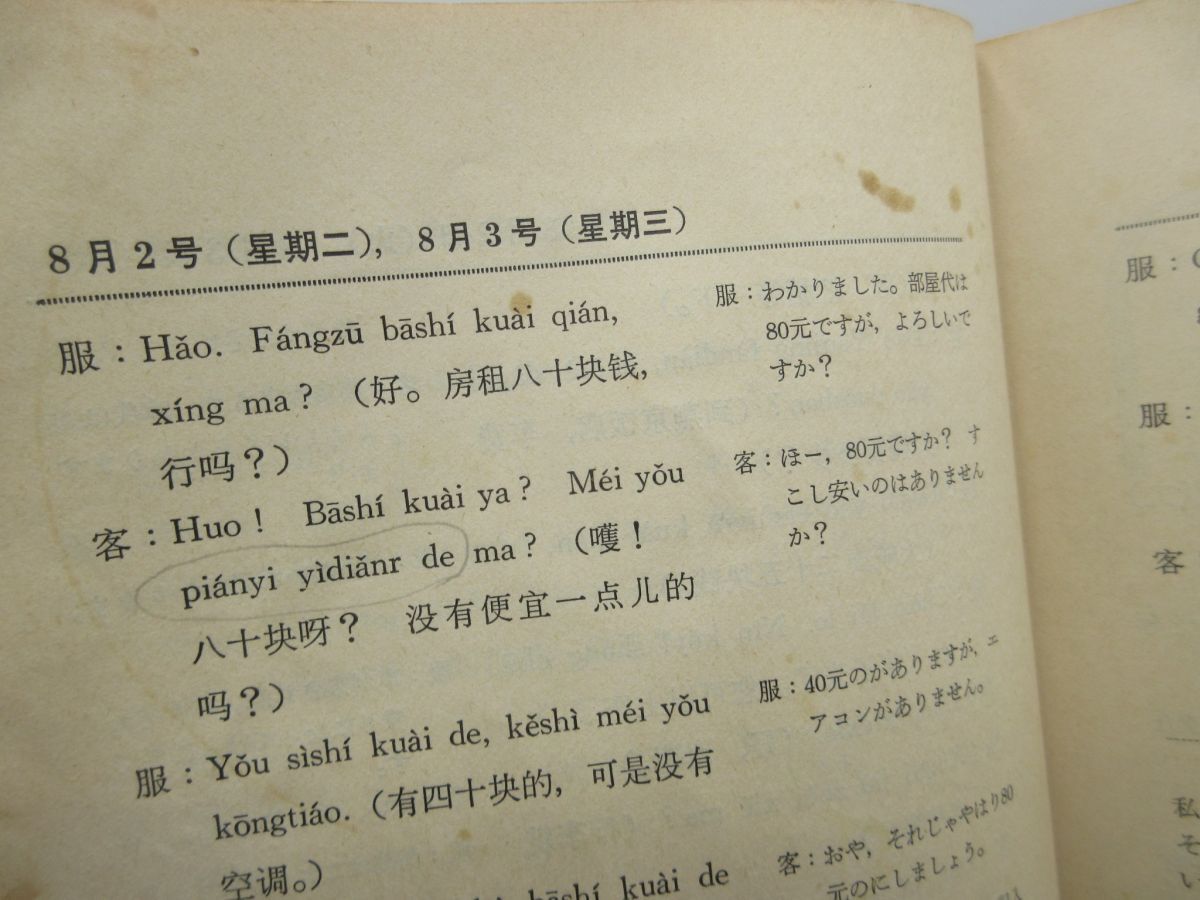 8月2号（星期二），8月3号（星期三）
服：Hǎo. Fángzū bāshí kuài qián,
xíng ma？（好。房租八十块钱，
行吗？）
客：Huo！ Bāshí kuài ya？ Méi yǒu
piányi yìdiǎnr de ma？（嚄！
八十块呀？ 没有便宜一点儿的
吗？）
服：Yǒu sìshí kuài de, kěshì méi yǒu
kōngtiáo.（有四十块的，可是没有
空调。）
bāshí kuài de
服：わかりました。部屋代は
80元ですが，よろしいで
すか？
客：ほー，80元ですか？ す
こし安いのはありません
か？
服：40元のがありますが，エ
アコンがありません。
客：おや，それじゃやはり80
元のにしましょう。
服：
服：
客
私
そ
い